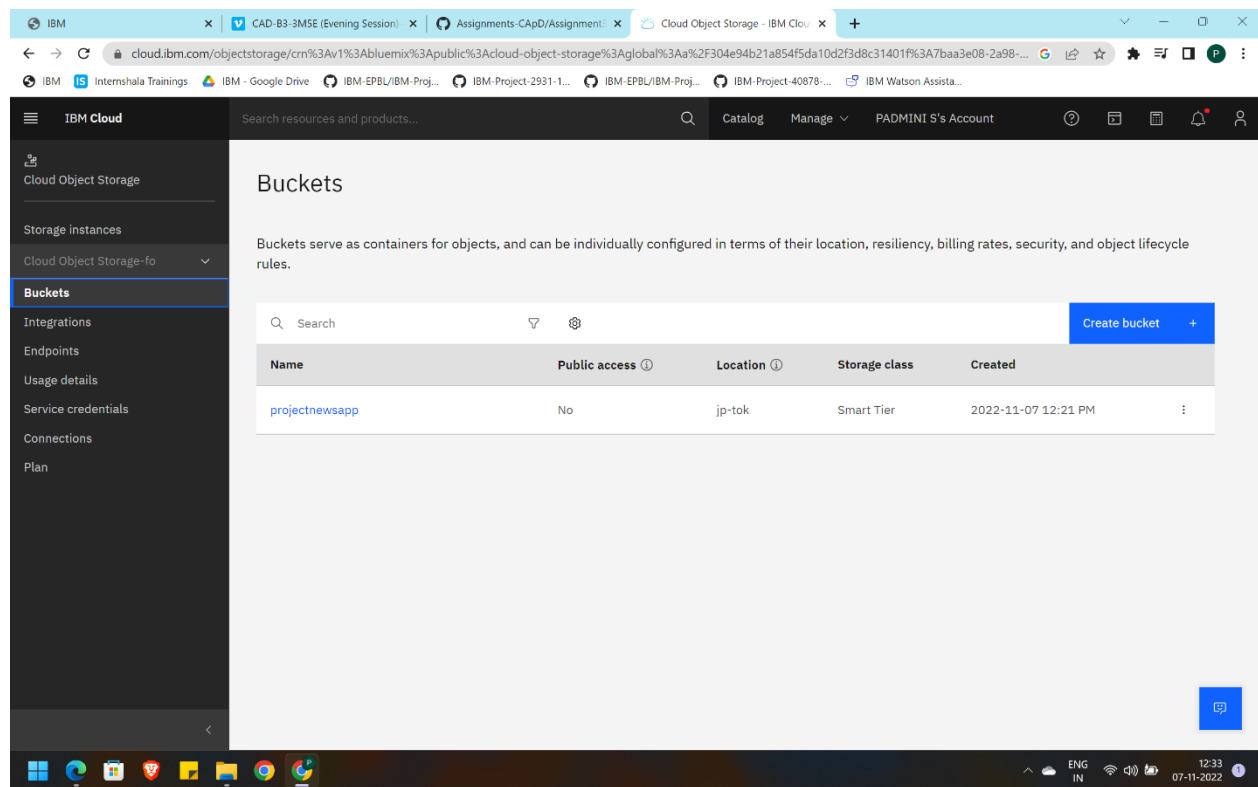 IBM
CAD-B3-3M5E (Evening Session)
Assignments-CApD/Assignment3
Cloud Object Storage - IBM Clou
cloud.ibm.com/objectstorage/crn%3Av1%3Abluemix%3Apublic%3Acloud-object-storage%3Aglobal%3Aa%2F304e94b21a854f5da10d2f3d8c31401f%3A7baa3e08-2a98-...
IBM
IS Internshala Trainings
IBM - Google Drive
IBM-EPBL/IBM-Proj...
IBM-Project-2931-1...
IBM-EPBL/IBM-Proj...
IBM-Project-40878-...
IBM Watson Assista...
IBM Cloud
Search resources and products...
Catalog
Manage
PADMINI S's Account
Cloud Object Storage
Storage instances
Cloud Object Storage-fo
Buckets
Integrations
Endpoints
Usage details
Service credentials
Connections
Plan
Buckets
Buckets serve as containers for objects, and can be individually configured in terms of their location, resiliency, billing rates, security, and object lifecycle
rules.
Search
Create bucket +
Name Public access Location Storage class Created
projectnewsapp No jp-tok Smart Tier 2022-11-07 12:21 PM
ENG
IN
12:33
07-11-2022
1